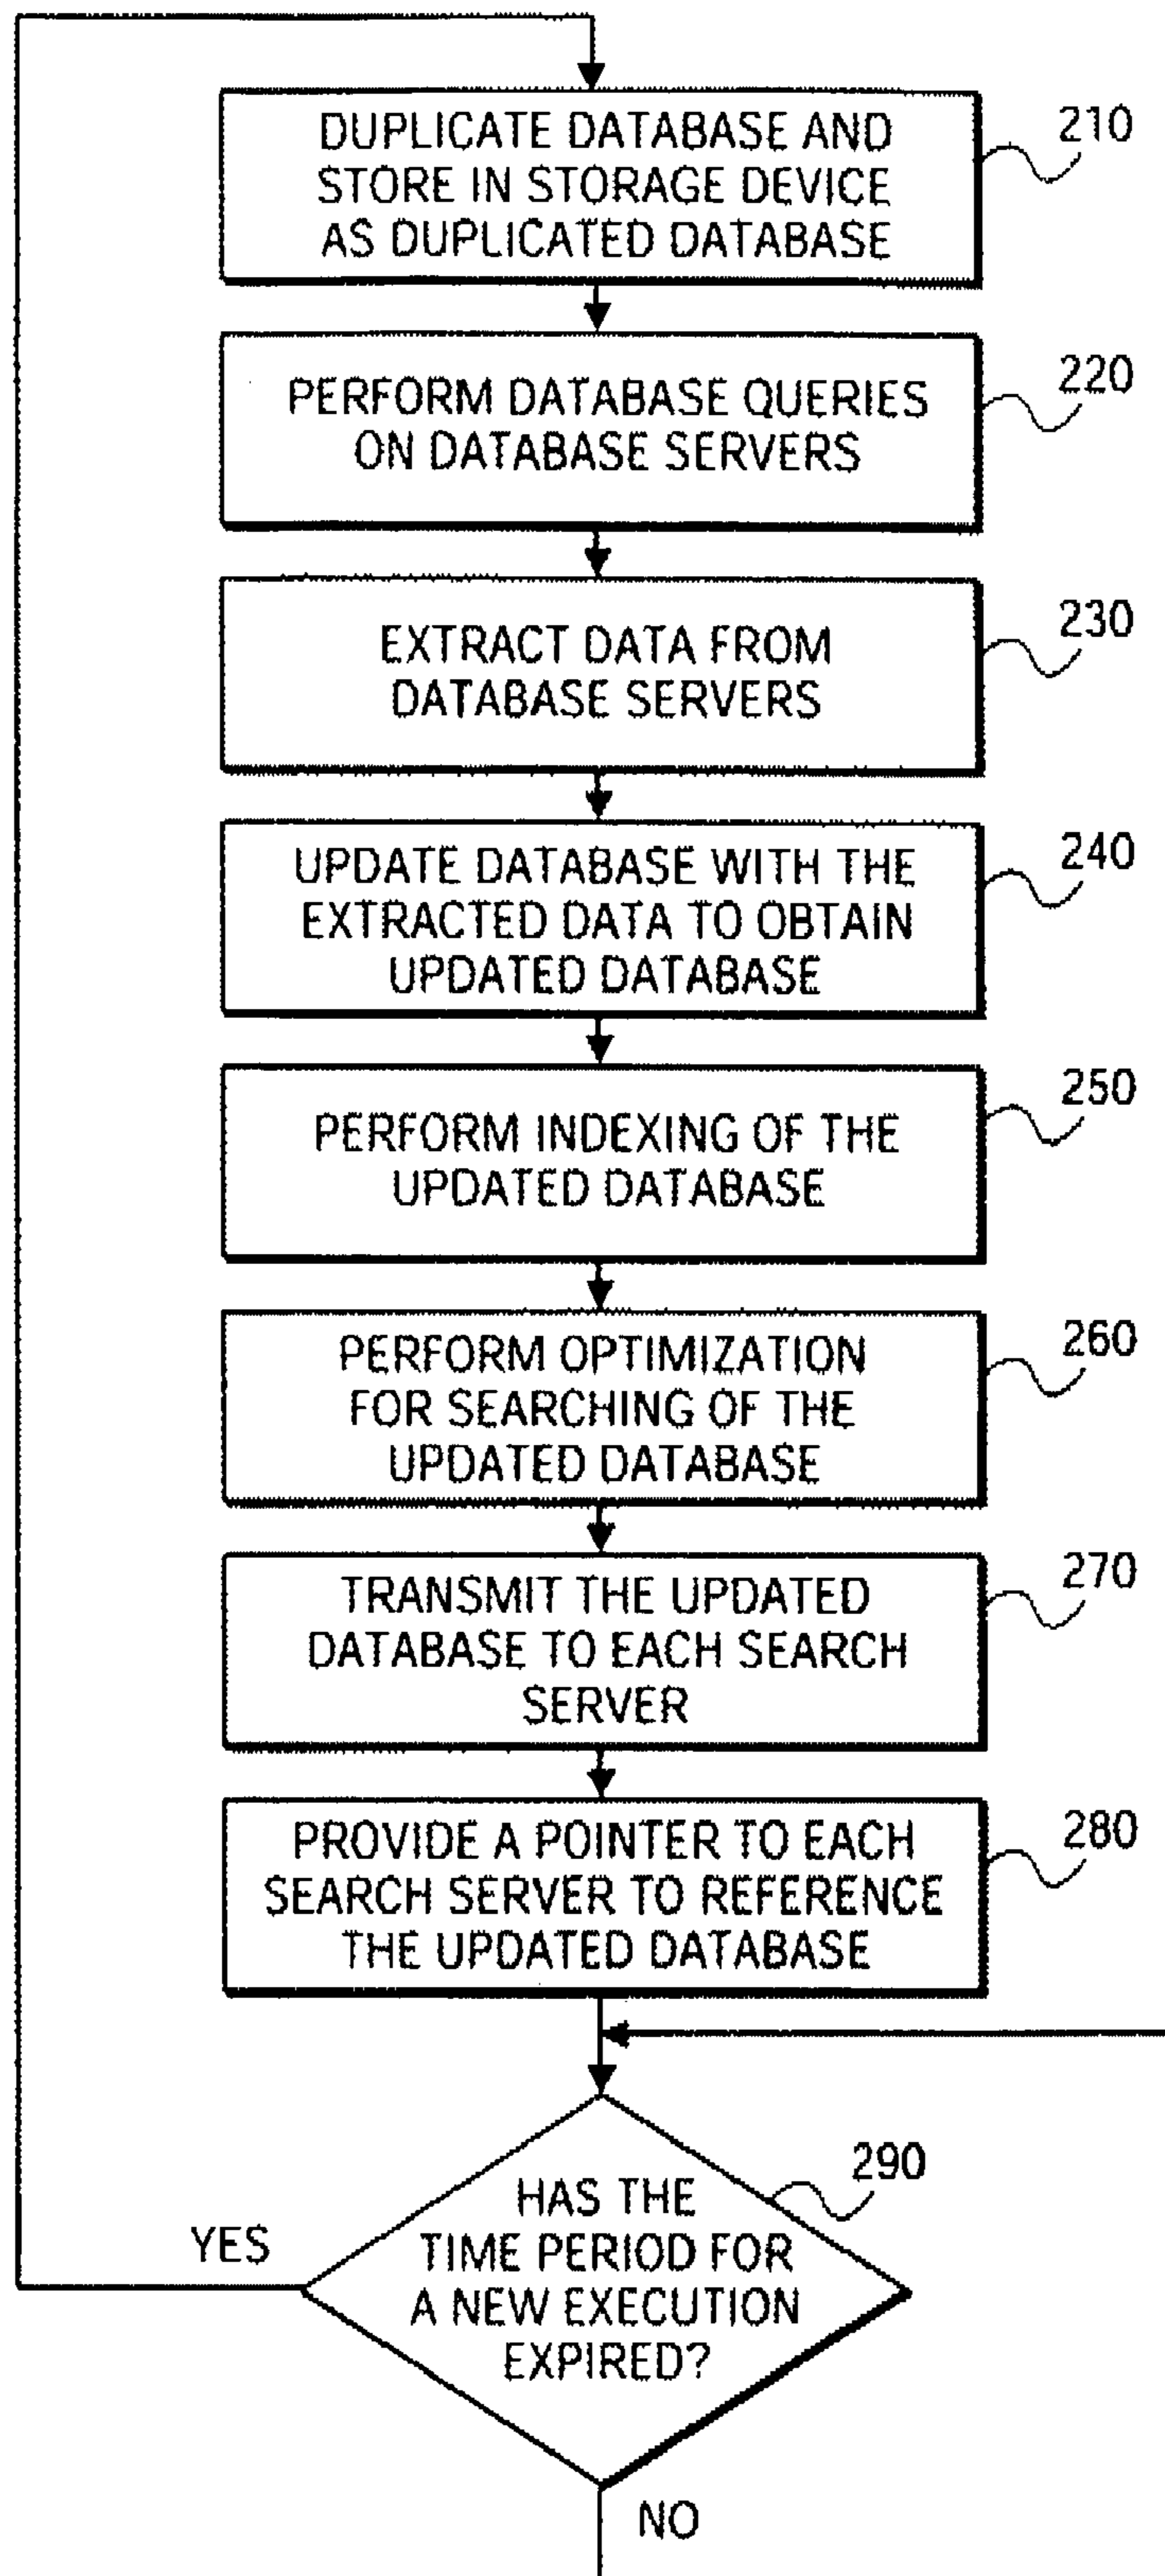 DUPLICATE DATABASE AND
STORE IN STORAGE DEVICE
AS DUPLICATED DATABASE
210
PERFORM DATABASE QUERIES
ON DATABASE SERVERS
220
EXTRACT DATA FROM
DATABASE SERVERS
230
UPDATE DATABASE WITH THE
EXTRACTED DATA TO OBTAIN
UPDATED DATABASE
240
PERFORM INDEXING OF THE
UPDATED DATABASE
250
PERFORM OPTIMIZATION
FOR SEARCHING OF THE
UPDATED DATABASE
260
TRANSMIT THE UPDATED
DATABASE TO EACH SEARCH
SERVER
270
PROVIDE A POINTER TO EACH
SEARCH SERVER TO REFERENCE
THE UPDATED DATABASE
280
HAS THE
TIME PERIOD FOR
A NEW EXECUTION
EXPIRED?
290
YES
NO